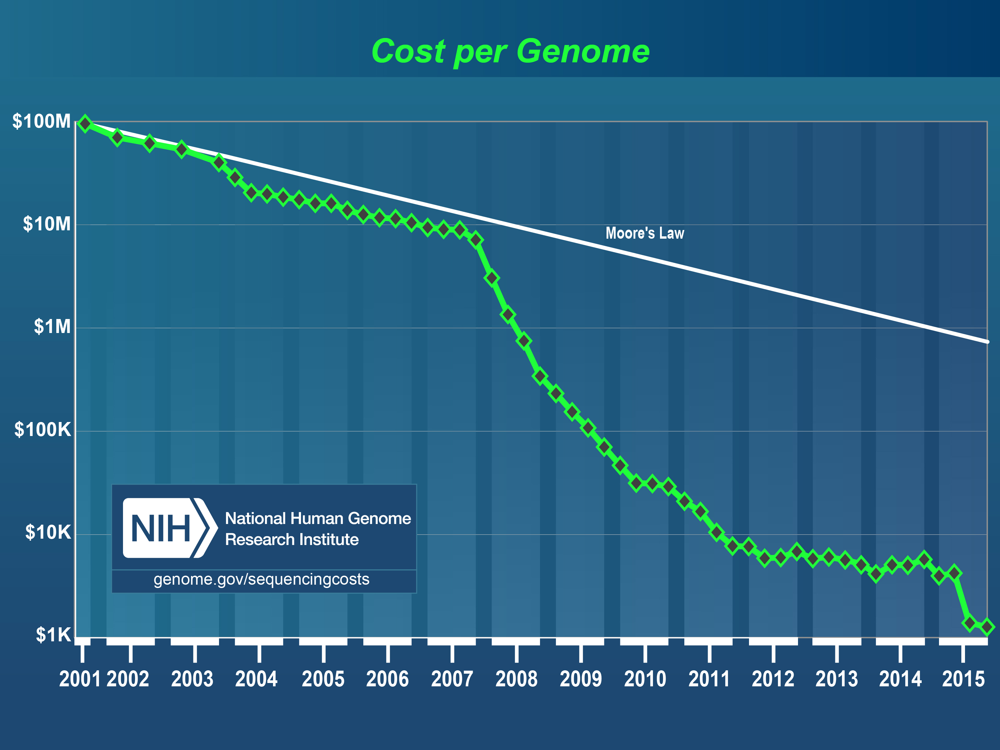 Cost per Genome
$100M
$10M
Moore's Law
$1M
$100K
$10K
$1K
NIH
National Human Genome
Research Institute
genome.gov/sequencingcosts
2001 2002 2003 2004 2005 2006 2007 2008 2009 2010 2011 2012 2013 2014 2015